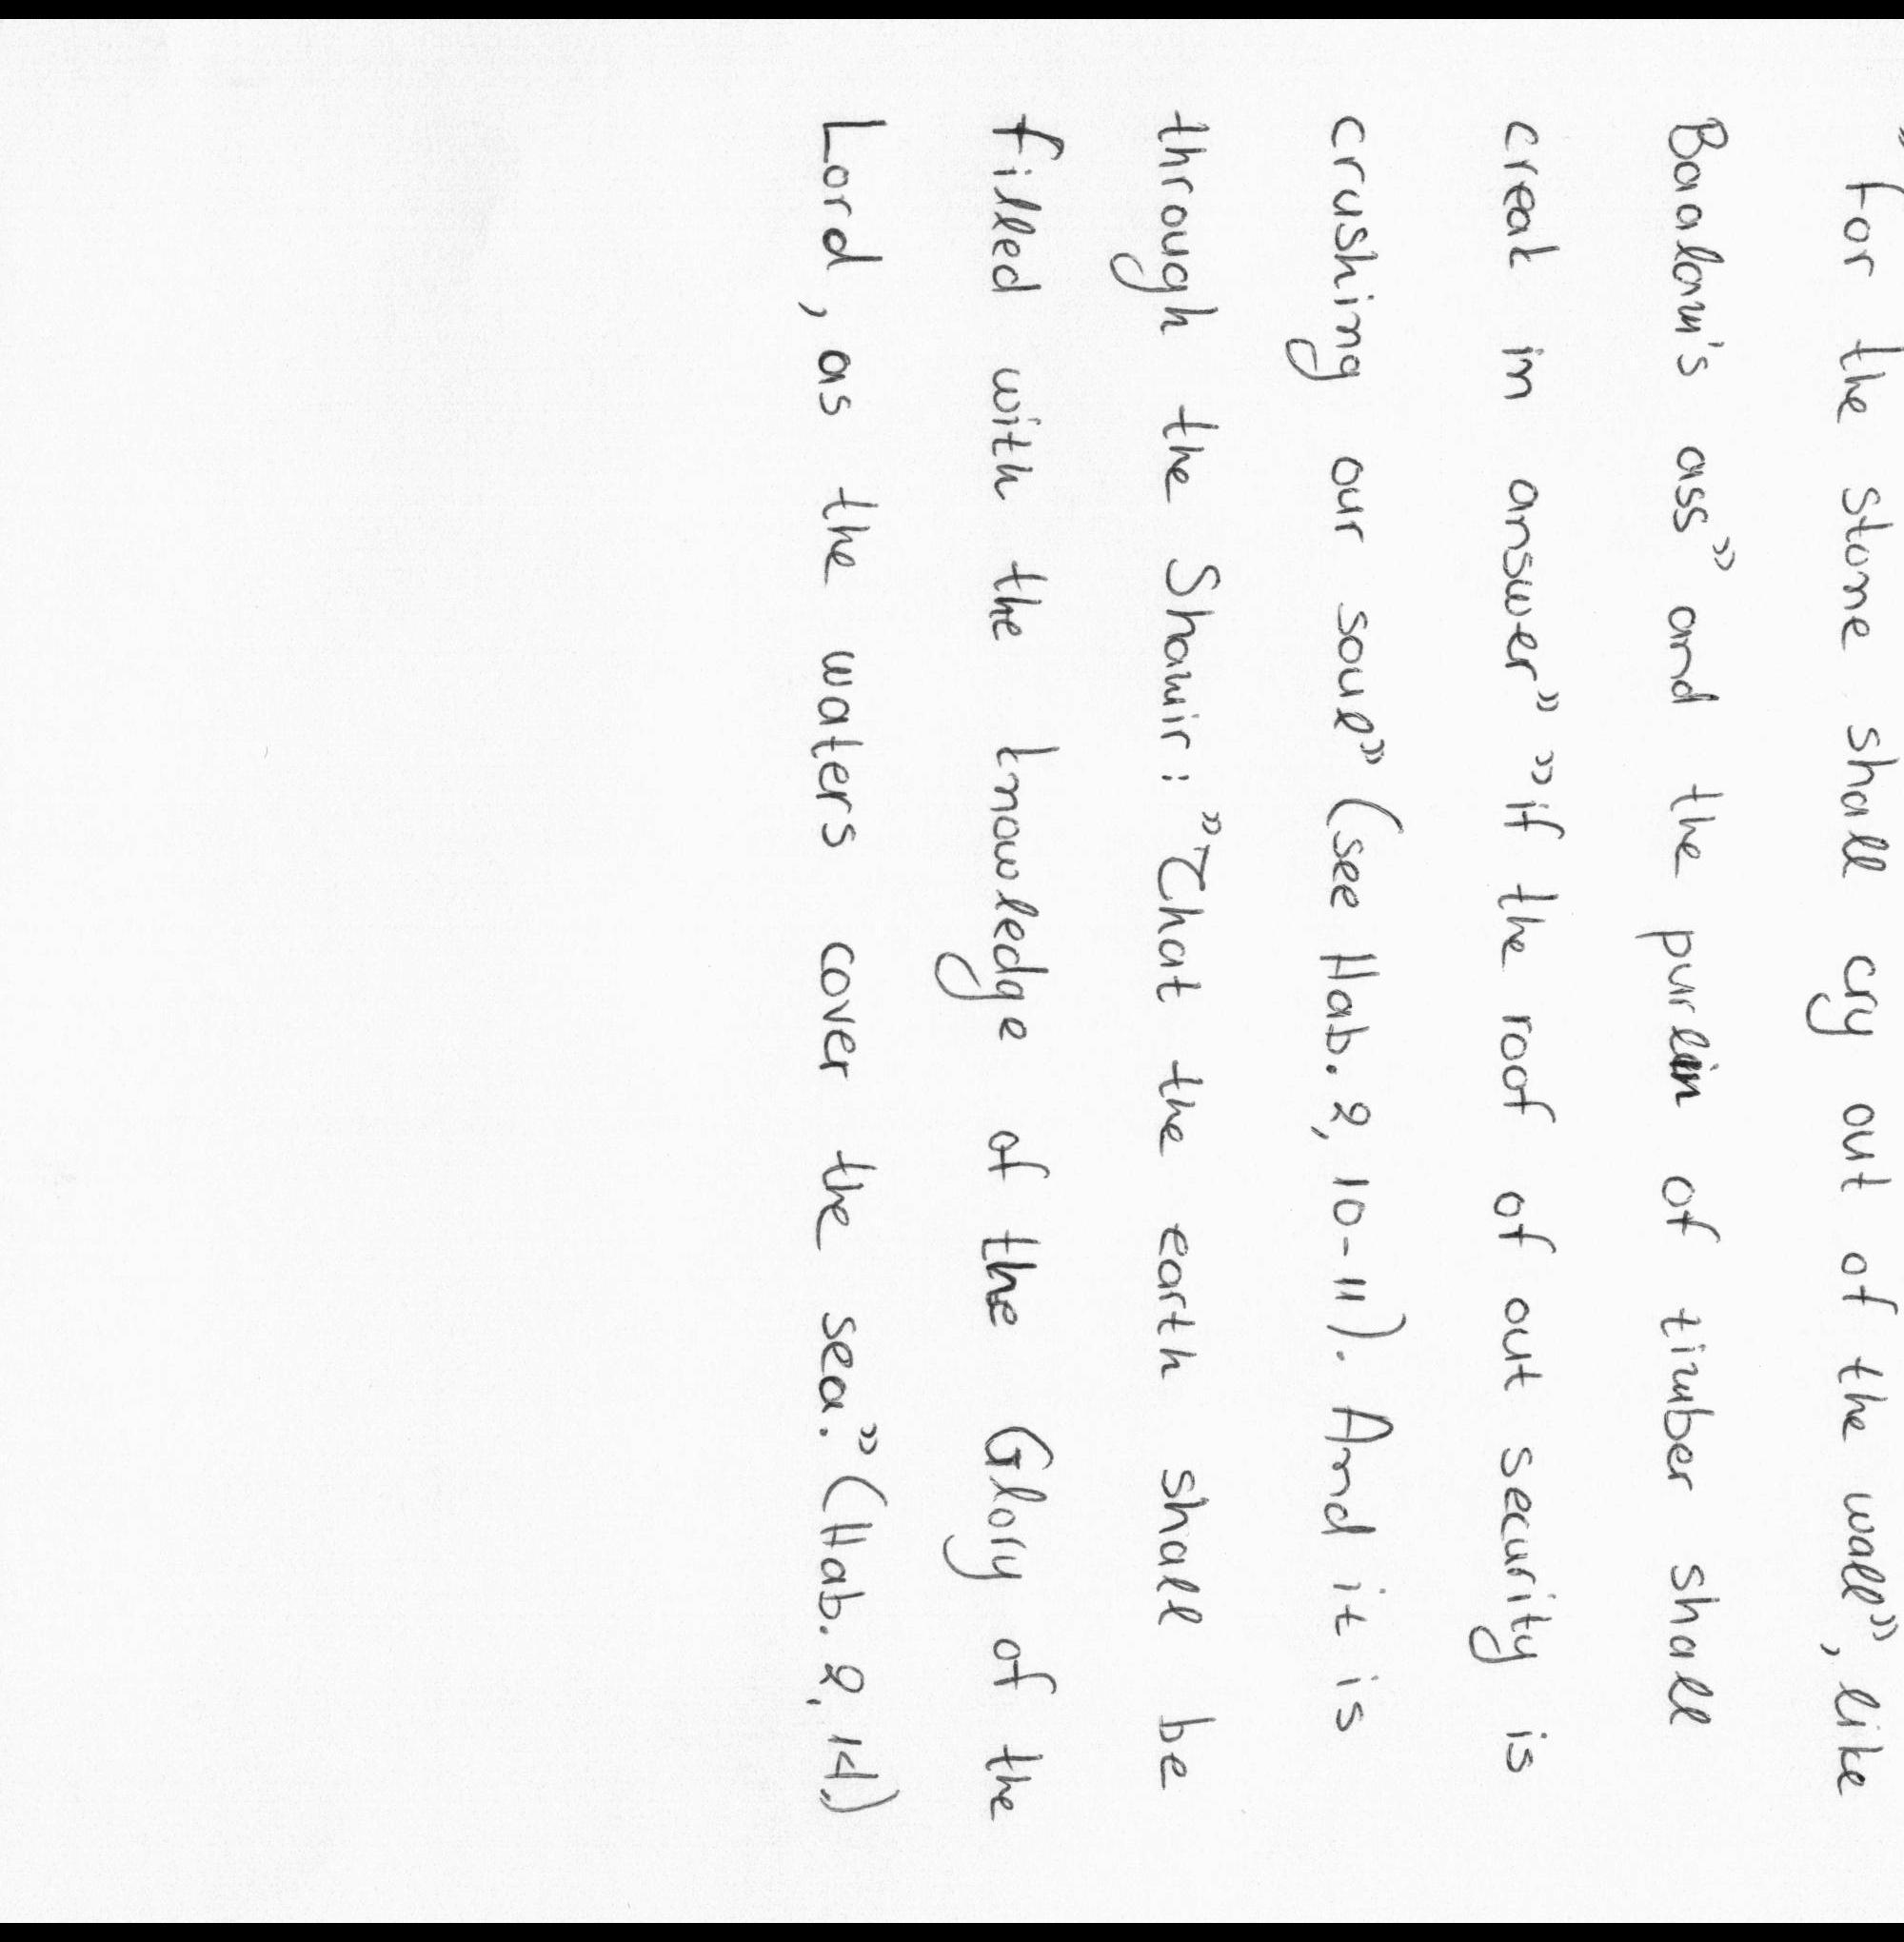 " for the stone shall cry out of the wall", like
Baalam's ass" and the purlin of timber shall
creak in answer" "if the roof of out security is
crushing our soul" (see Hab. 2, 10-11). And it is
through the Shamir: "That the earth shall be
filled with the knowledge of the Glory of the
Lord, as the waters cover the sea." (Hab. 2, 14)